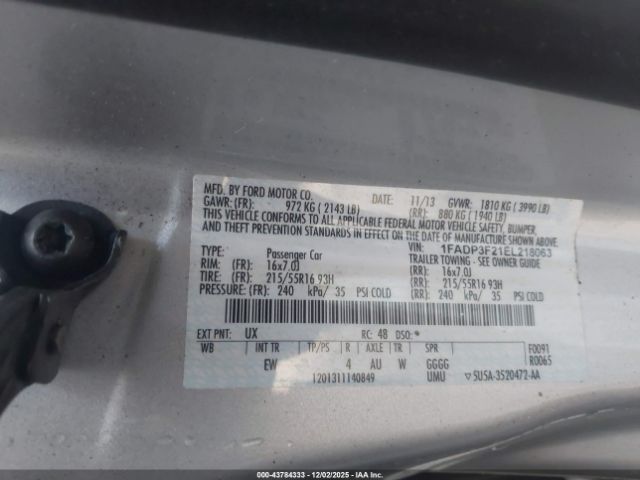 MFD. BY FORD MOTOR CO.
DATE: 11/13 GVWR: 1810 KG ( 3990 LB)
GAWR: (FR): 972 KG ( 2143 LB) (RR): 880 KG ( 1940 LB)
THIS VEHICLE CONFORMS TO ALL APPLICABLE FEDERAL MOTOR VEHICLE SAFETY, BUMPER,
AND THEFT PREVENTION STANDARDS IN EFFECT ON THE DATE OF MANUFACTURE SHOWN ABOVE.
VIN: 1FADP3F21EL218063
TYPE: Passenger Car TRAILER TOWING - SEE OWNER GUIDE
RIM: (FR): 16x7.0J (RR): 16x7.0J
TIRE: (FR): 215/55R16 93H (RR): 215/55R16 93H
PRESSURE: (FR): 240 kPa/ 35 PSI COLD (RR): 240 kPa/ 35 PSI COLD
EXT PNT: UX RC: 48 DSO: *
WB INT TR TP/PS R AXLE TR SPR F0091
EW 4 AU W GGGG R0065
1201311140849 UMU ▽ SU5A-3520472-AA
000-43784333 - 12/02/2025 - IAAI Canada